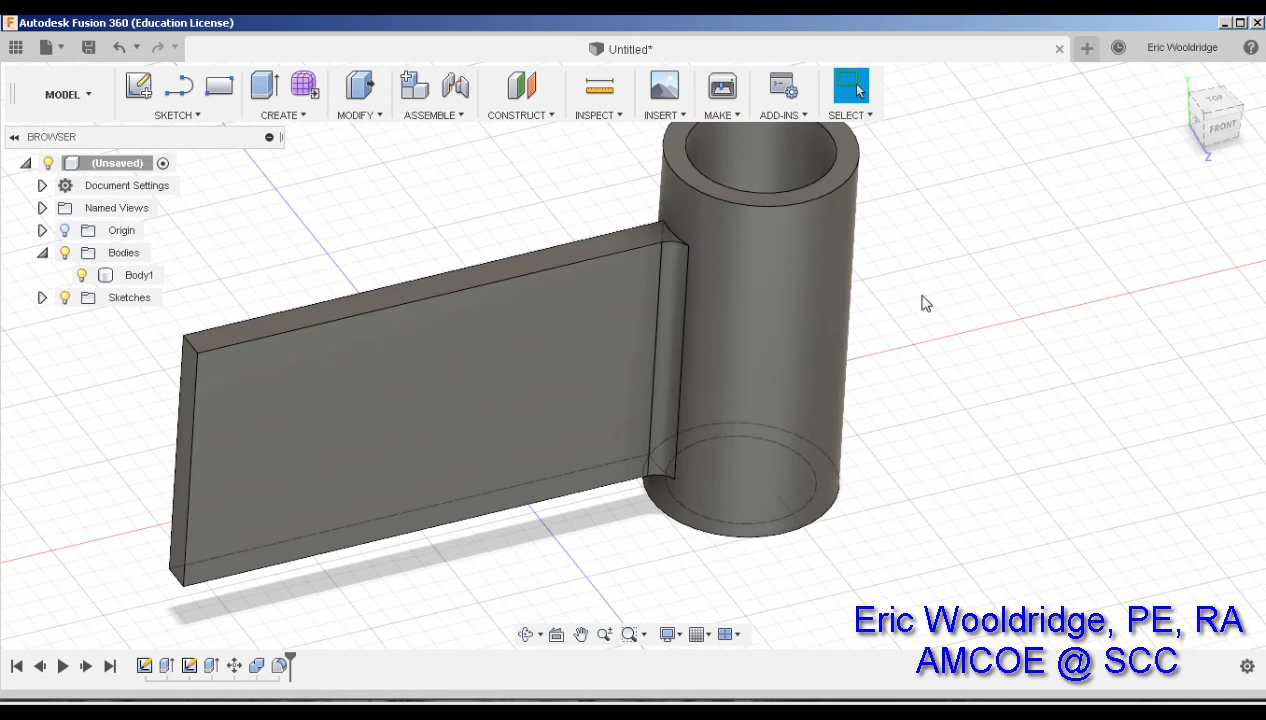 Autodesk Fusion 360 (Education License)
Untitled*
Eric Wooldridge
MODEL
SKETCH
CREATE
MODIFY
ASSEMBLE
CONSTRUCT
INSPECT
INSERT
MAKE
ADD-INS
SELECT
BROWSER
(Unsaved)
Document Settings
Named Views
Origin
Bodies
Body1
Sketches
TOP
FRONT
Y
Z
Eric Wooldridge, PE, RA
AMCOE @ SCC